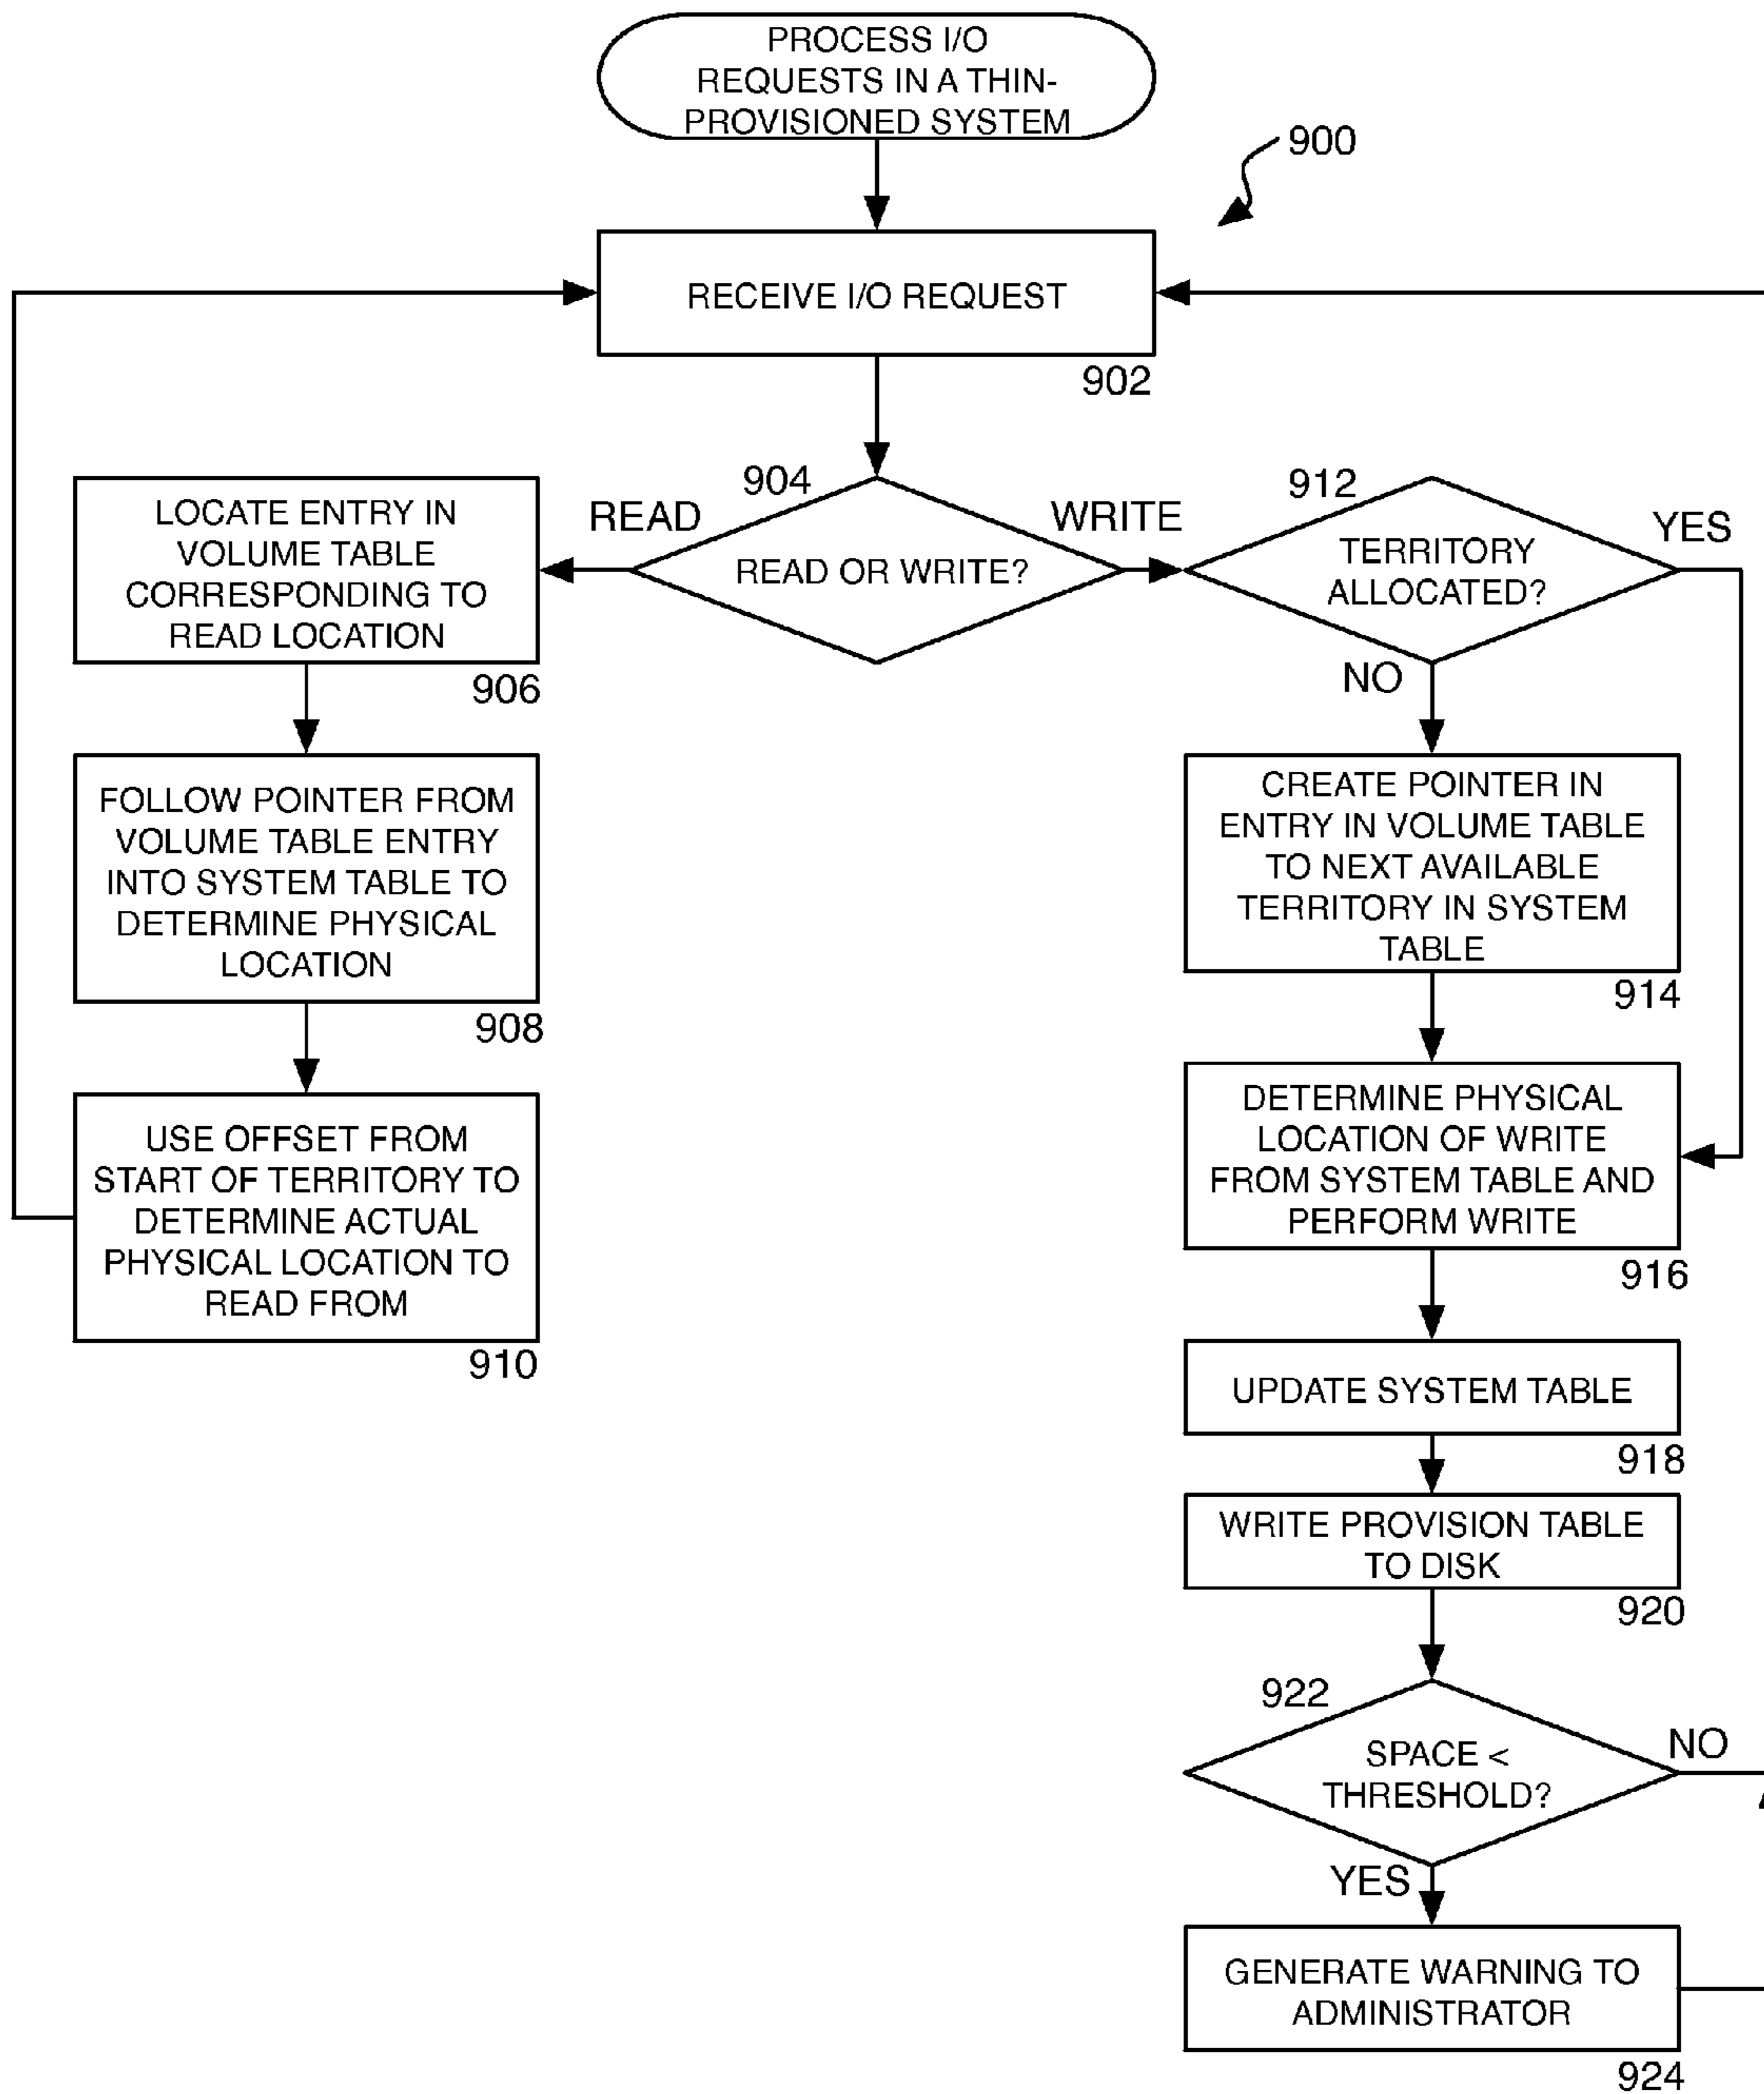 PROCESS I/O
REQUESTS IN A THIN-
PROVISIONED SYSTEM
900
RECEIVE I/O REQUEST
902
904
READ
WRITE
READ OR WRITE?
LOCATE ENTRY IN
VOLUME TABLE
CORRESPONDING TO
READ LOCATION
906
FOLLOW POINTER FROM
VOLUME TABLE ENTRY
INTO SYSTEM TABLE TO
DETERMINE PHYSICAL
LOCATION
908
USE OFFSET FROM
START OF TERRITORY TO
DETERMINE ACTUAL
PHYSICAL LOCATION TO
READ FROM
910
912
YES
TERRITORY
ALLOCATED?
NO
CREATE POINTER IN
ENTRY IN VOLUME TABLE
TO NEXT AVAILABLE
TERRITORY IN SYSTEM
TABLE
914
DETERMINE PHYSICAL
LOCATION OF WRITE
FROM SYSTEM TABLE AND
PERFORM WRITE
916
UPDATE SYSTEM TABLE
918
WRITE PROVISION TABLE
TO DISK
920
922
NO
SPACE <
THRESHOLD?
YES
GENERATE WARNING TO
ADMINISTRATOR
924